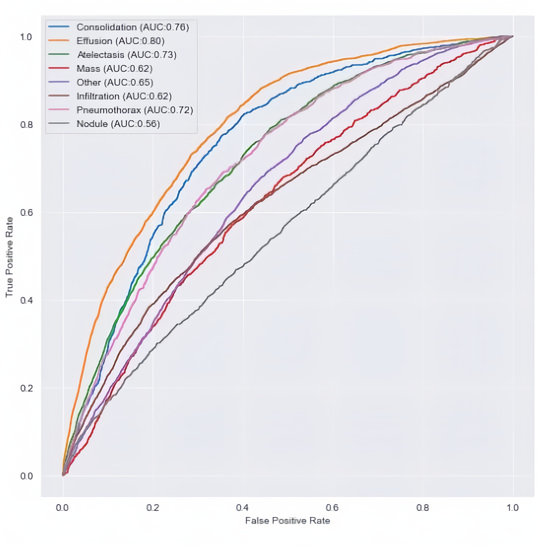 Consolidation (AUC:0.76)
Effusion (AUC:0.80)
Atelectasis (AUC:0.73)
Mass (AUC:0.62)
Other (AUC:0.65)
Infiltration (AUC:0.62)
Pneumothorax (AUC:0.72)
Nodule (AUC:0.56)
1.0
0.8
0.6
0.4
0.2
0.0
True Positive Rate
0.0 0.2 0.4 0.6 0.8 1.0
False Positive Rate